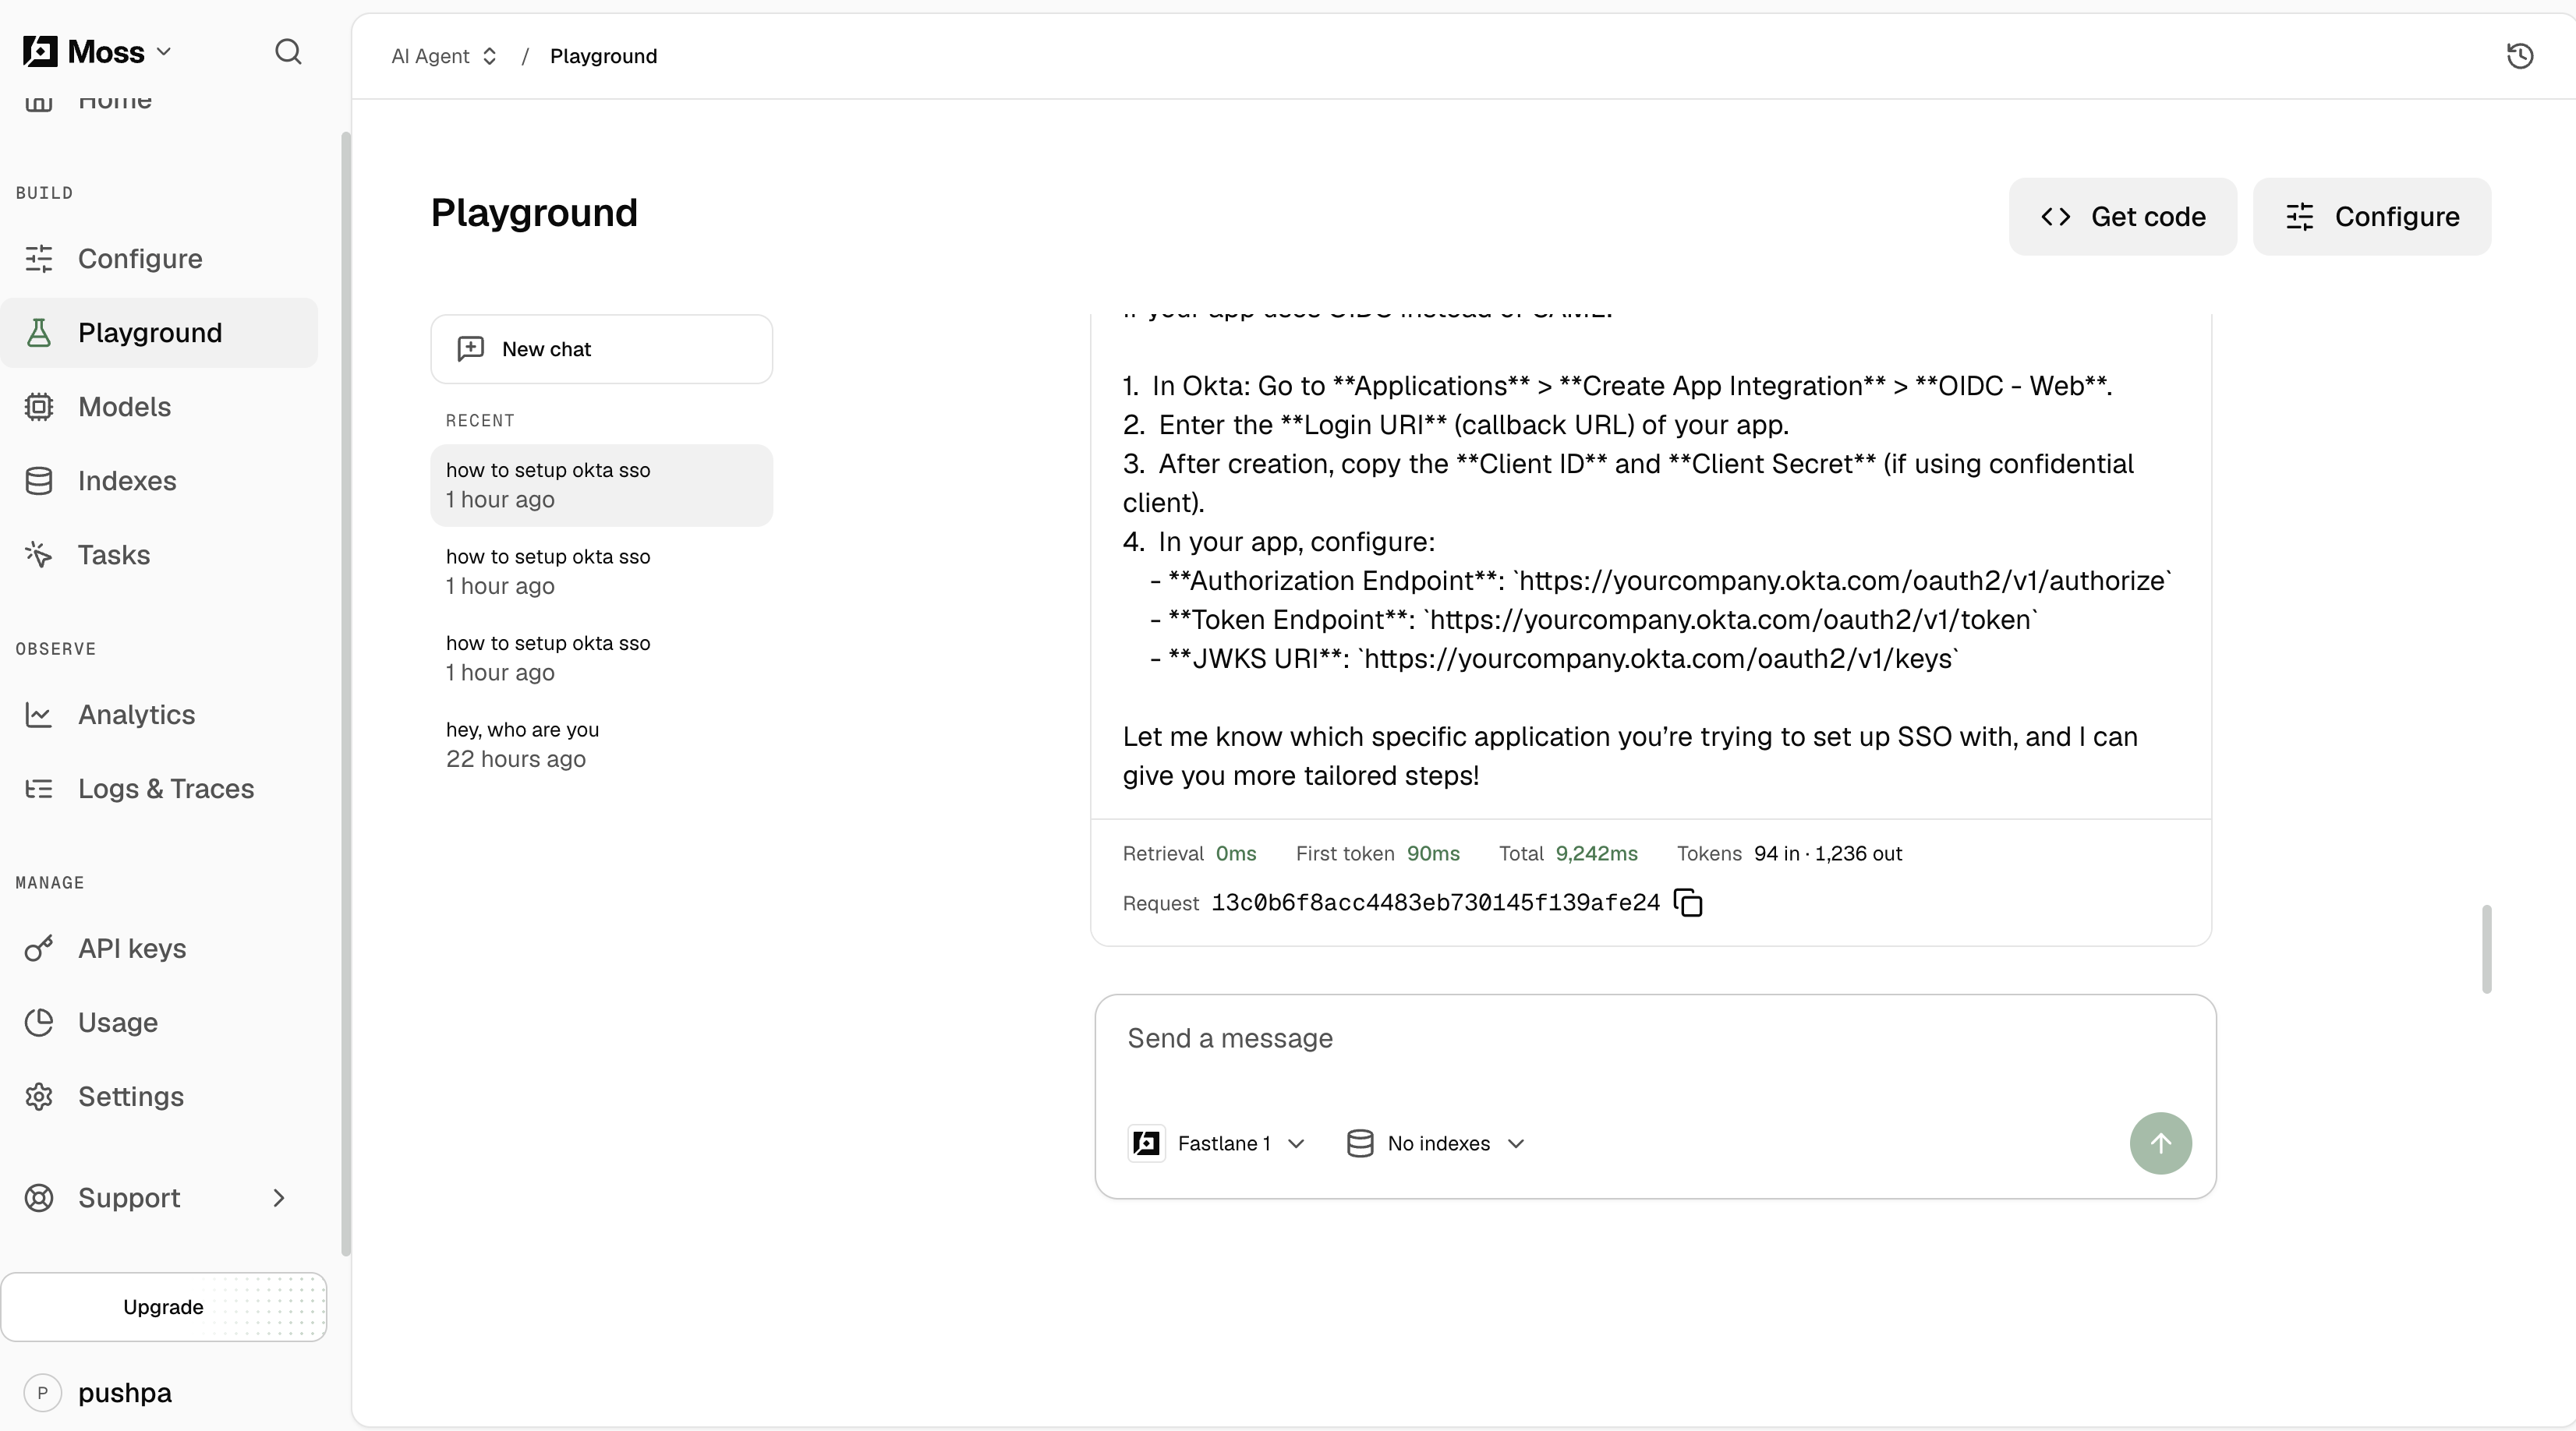 Moss
Home
BUILD
Configure
Playground
Models
Indexes
Tasks
OBSERVE
Analytics
Logs & Traces
MANAGE
API keys
Usage
Settings
Support
Upgrade
P
pushpa
AI Agent / Playground
Playground
Get code
Configure
New chat
RECENT
how to setup okta sso
1 hour ago
how to setup okta sso
1 hour ago
how to setup okta sso
1 hour ago
hey, who are you
22 hours ago
If your app uses OIDC instead of SAML:
1. In Okta: Go to **Applications** > **Create App Integration** > **OIDC - Web**.
2. Enter the **Login URI** (callback URL) of your app.
3. After creation, copy the **Client ID** and **Client Secret** (if using confidential
client).
4. In your app, configure:
- **Authorization Endpoint**: `https://yourcompany.okta.com/oauth2/v1/authorize`
- **Token Endpoint**: `https://yourcompany.okta.com/oauth2/v1/token`
- **JWKS URI**: `https://yourcompany.okta.com/oauth2/v1/keys`
Let me know which specific application you’re trying to set up SSO with, and I can
give you more tailored steps!
Retrieval 0ms First token 90ms Total 9,242ms Tokens 94 in · 1,236 out
Request 13c0b6f8acc4483eb730145f139afe24
Send a message
Fastlane 1
No indexes